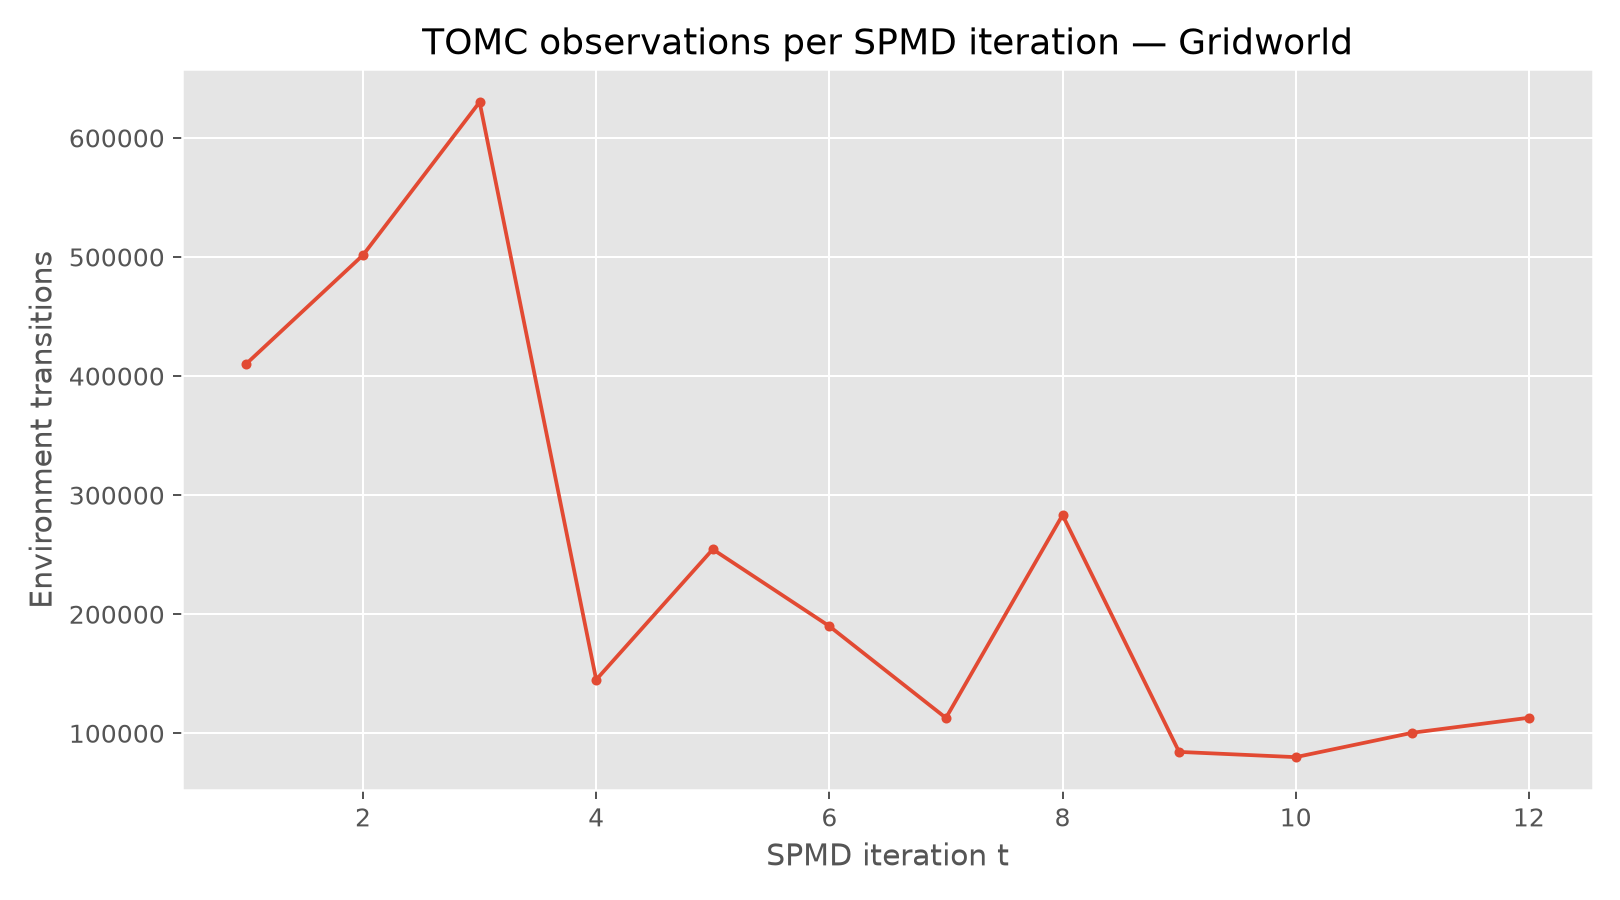 TOMC observations per SPMD iteration — Gridworld
Environment transitions
600000
500000
400000
300000
200000
100000
2 4 6 8 10 12
SPMD iteration t